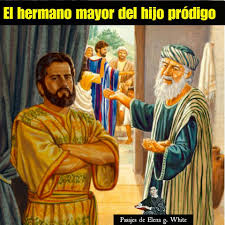 El hermano mayor del hijo pródigo
Pasajes de Elena g. White